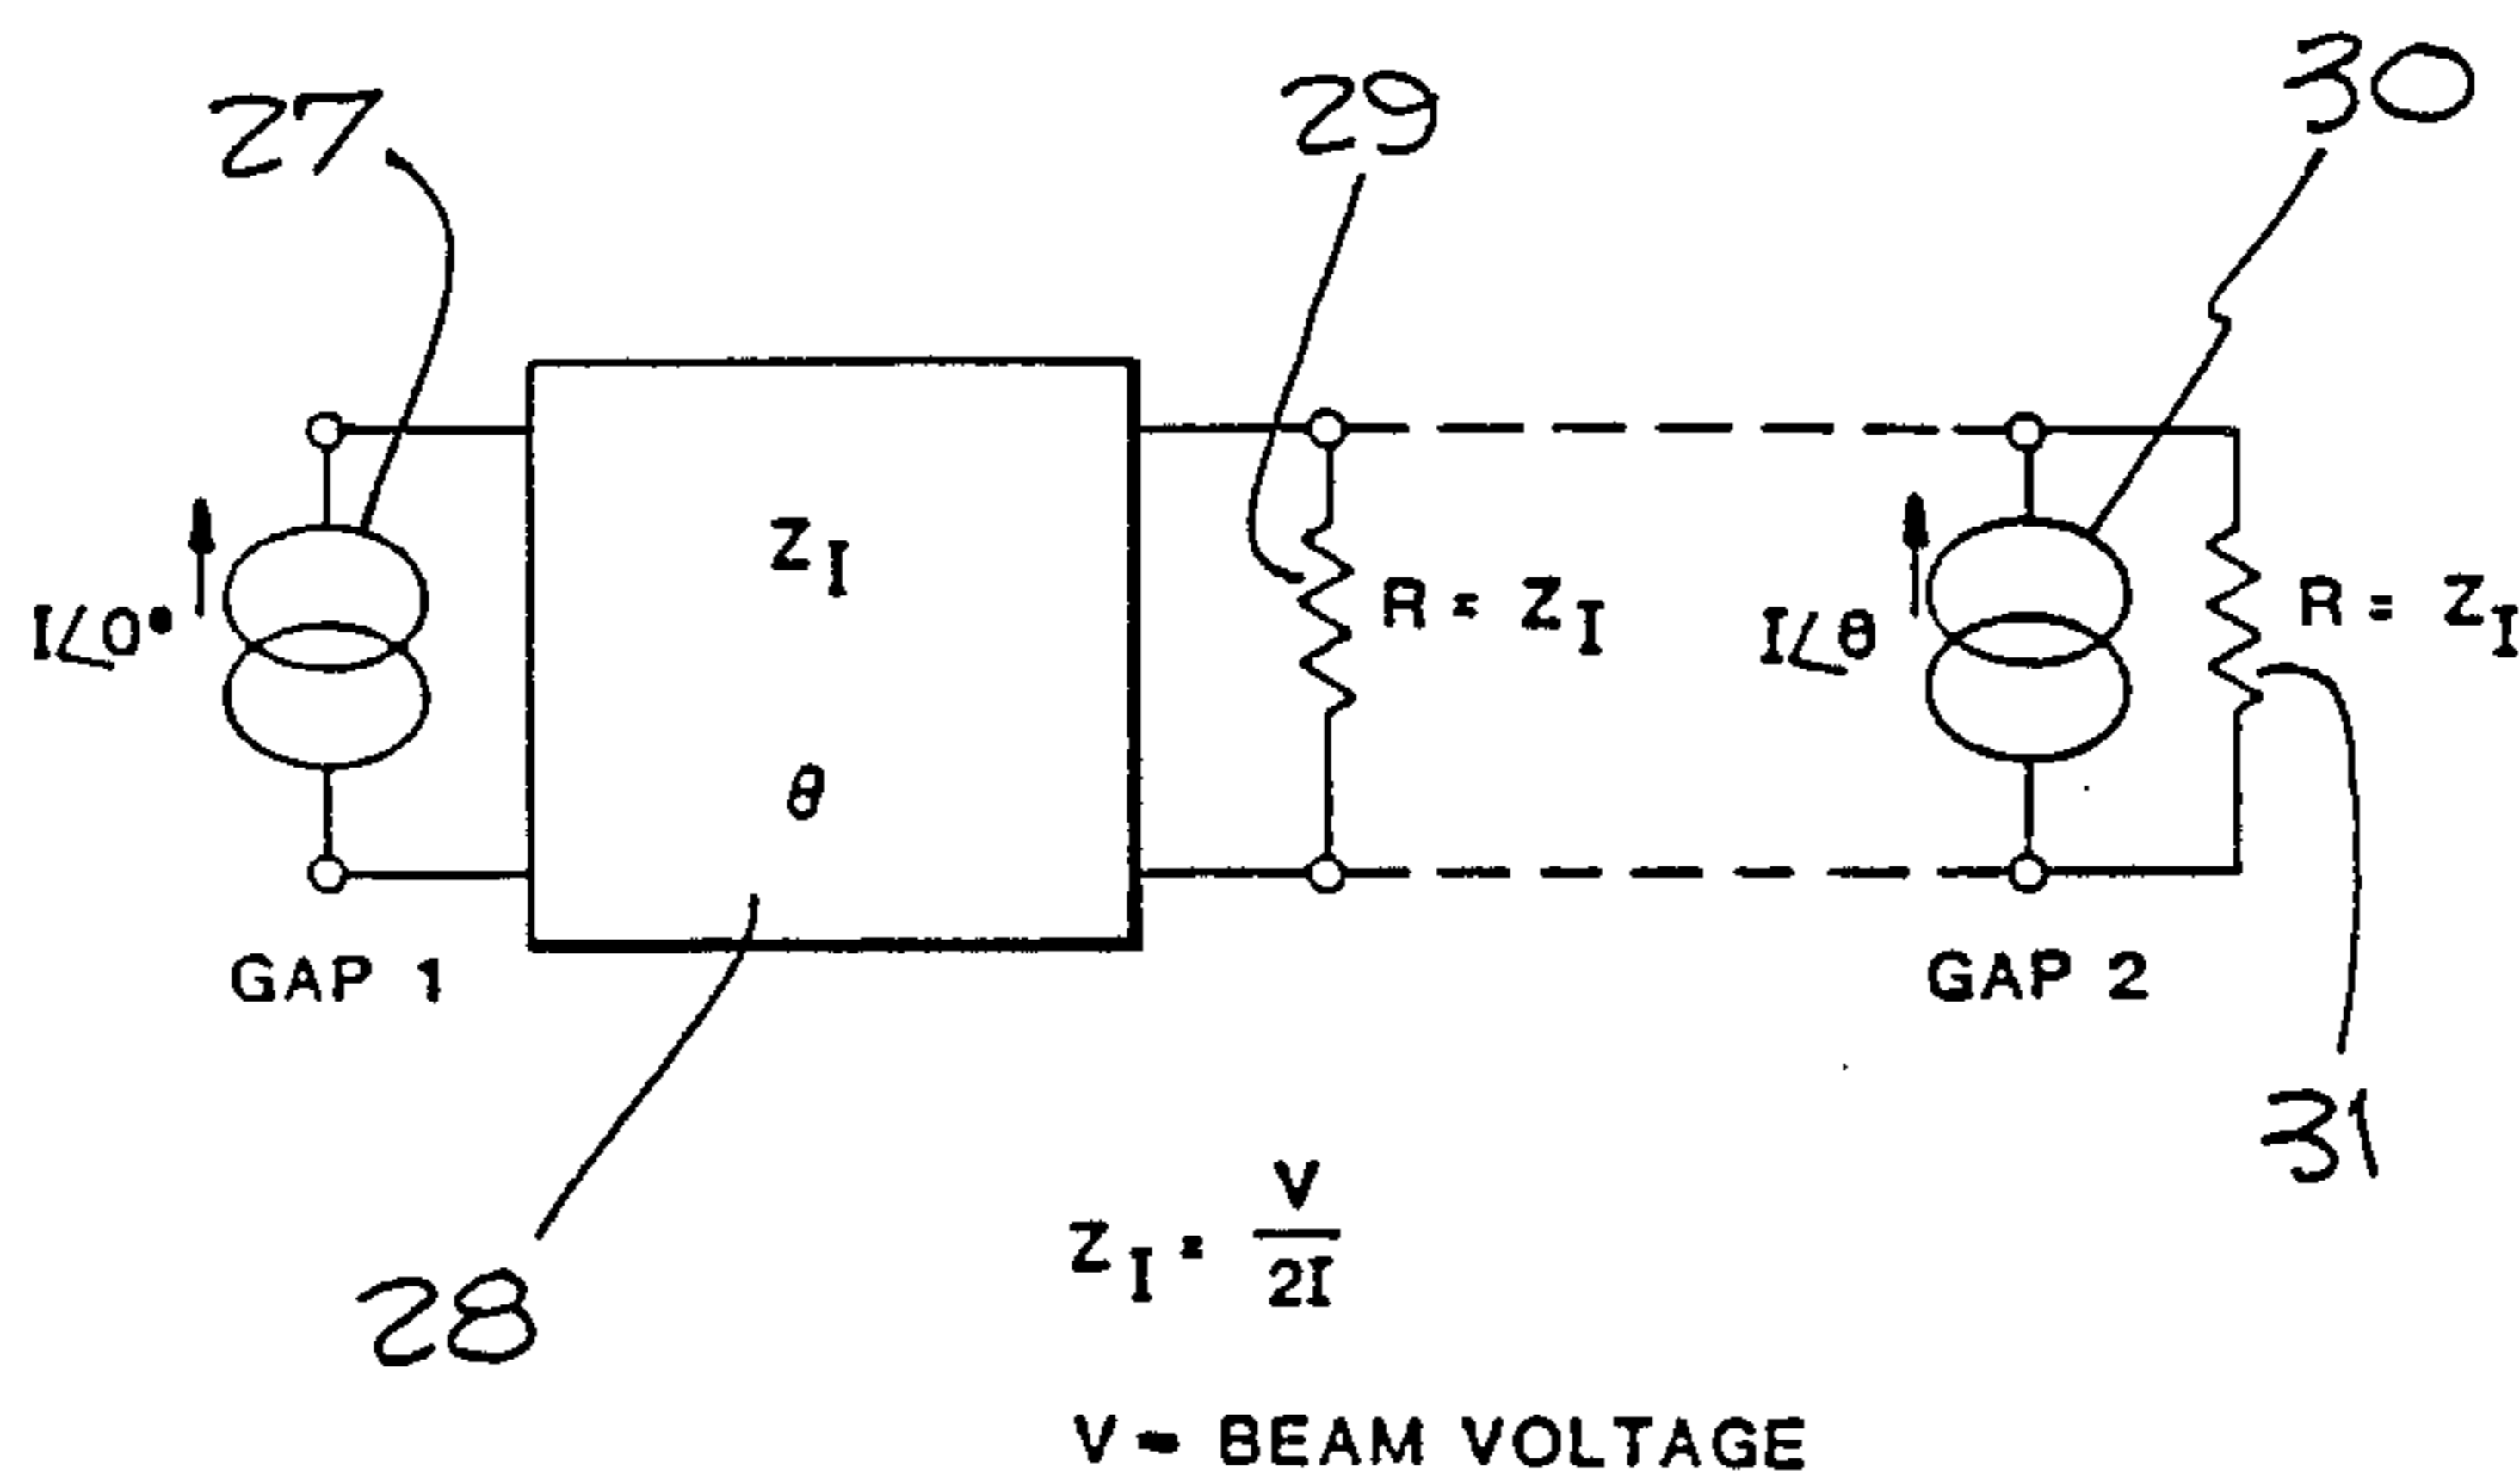 27
29
30
Z_I
I∠0°
R = Z_I
I∠θ
R = Z_I
θ
GAP 1
GAP 2
31
28
Z_I = V/2I
V - BEAM VOLTAGE